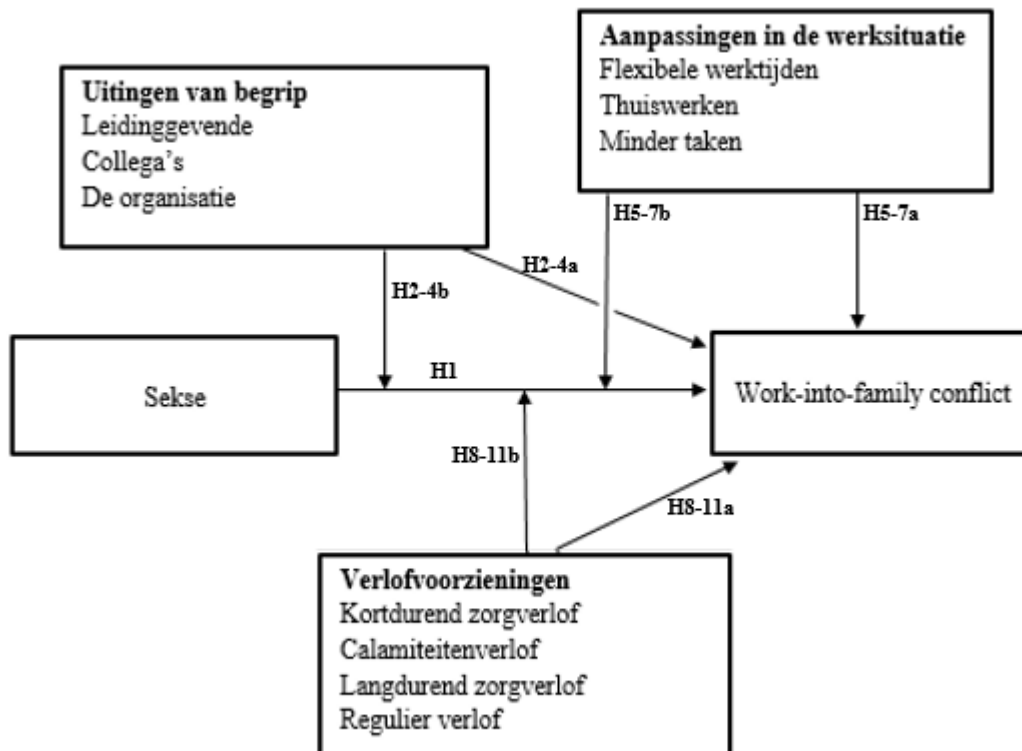 Aanpassingen in de werksituatie
Flexibele werktijden
Thuiswerken
Minder taken
Uitingen van begrip
Leidinggevende
Collega's
De organisatie
H5-7b
H5-7a
H2-4a
H2-4b
H1
Sekse
Work-into-family conflict
H8-11b
H8-11a
Verlofvoorzieningen
Kortdurend zorgverlof
Calamiteitenverlof
Langdurend zorgverlof
Regulier verlof